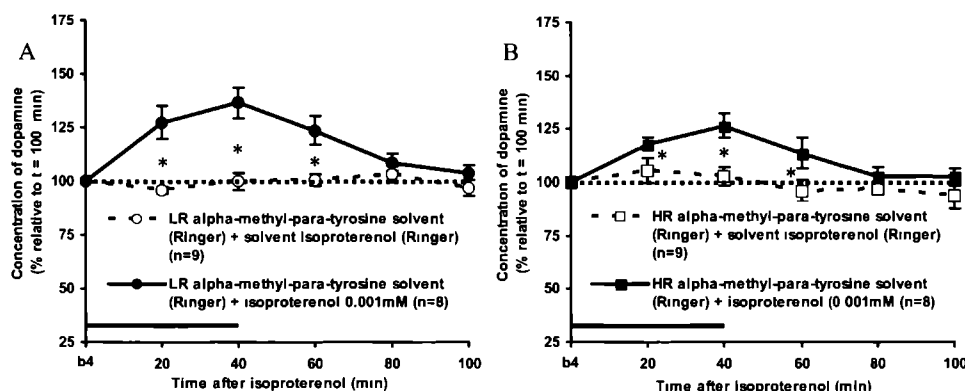 A
Concentration of dopamine
(% relative to t = 100 min)
175
150
125
100
75
50
25
* * *
LR alpha-methyl-para-tyrosine solvent
(Ringer) + solvent isoproterenol (Ringer)
(n=9)
LR alpha-methyl-para-tyrosine solvent
(Ringer) + isoproterenol 0.001mM (n=8)
b4 20 40 60 80 100
Time after isoproterenol (min)
B
Concentration of dopamine
(% relative to t = 100 min)
175
150
125
100
75
50
25
* * *
HR alpha-methyl-para-tyrosine solvent
(Ringer) + solvent isoproterenol (Ringer)
(n=9)
HR alpha-methyl-para-tyrosine solvent
(Ringer) + isoproterenol (0 001mM (n=8)
b4 20 40 60 80 100
Time after isoproterenol (min)